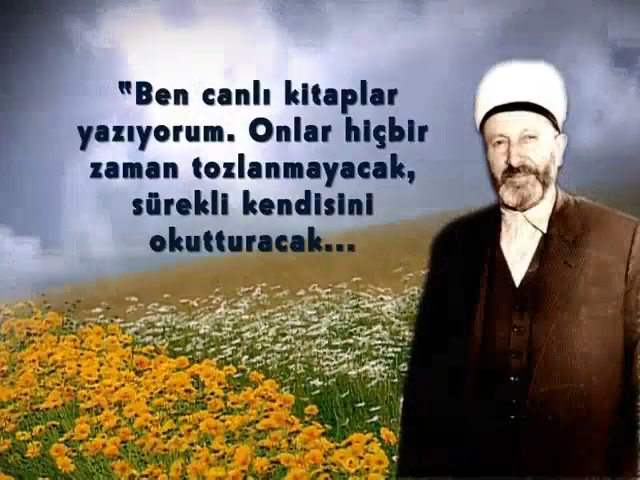 "Ben canlı kitaplar
yazıyorum. Onlar hiçbir
zaman tozlanmayacak,
sürekli kendisini
okutturacak...